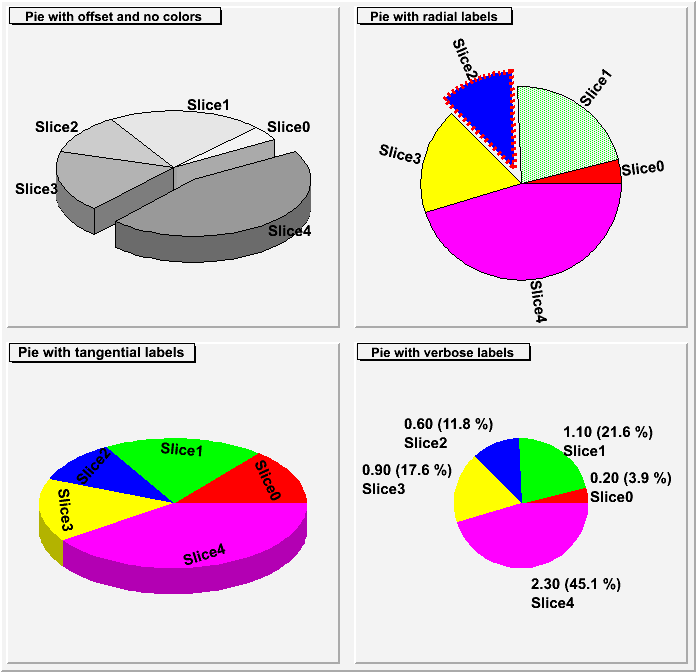 Pie with offset and no colors
Slice1
Slice2
Slice0
Slice3
Slice4
Pie with radial labels
Slice2
Slice1
Slice3
Slice0
Slice4
Pie with tangential labels
Slice1
Slice2
Slice0
Slice3
Slice4
Pie with verbose labels
0.60 (11.8 %)
Slice2
1.10 (21.6 %)
Slice1
0.90 (17.6 %)
Slice3
0.20 (3.9 %)
Slice0
2.30 (45.1 %)
Slice4